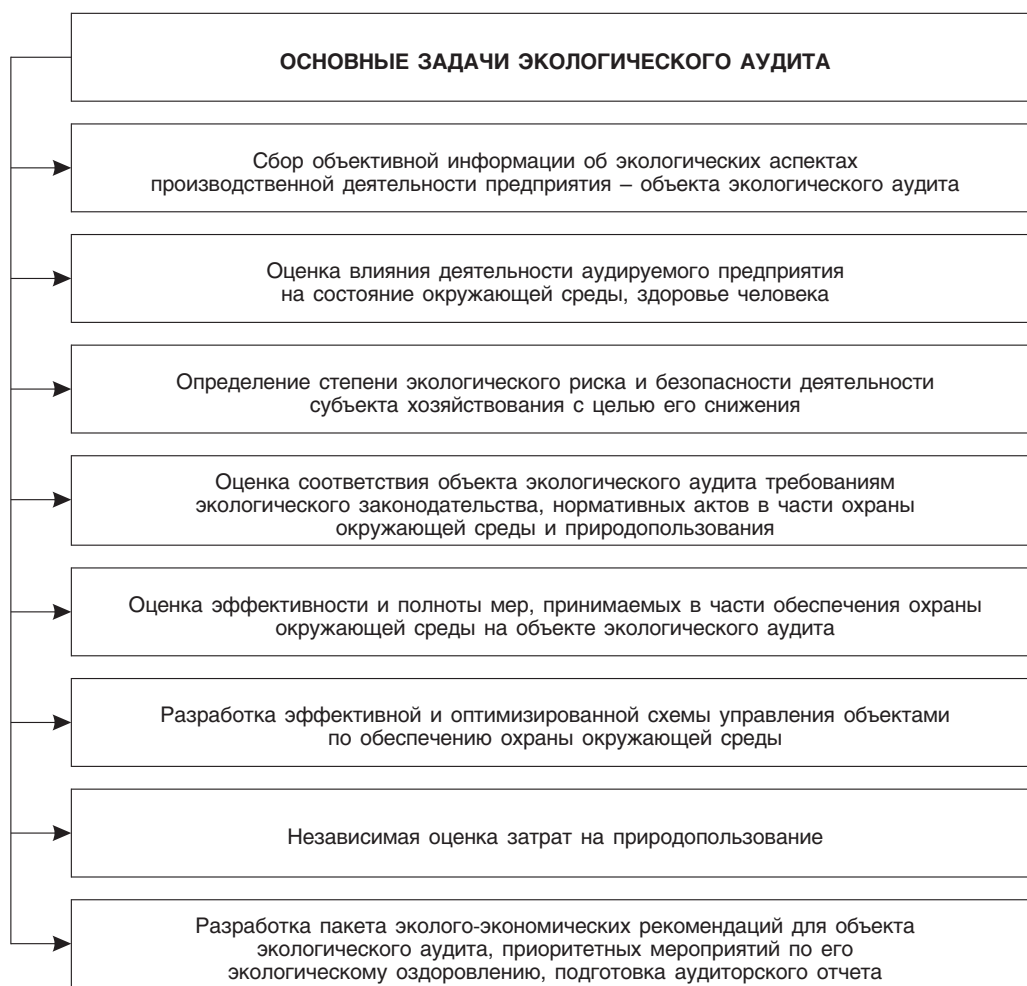 ОСНОВНЫЕ ЗАДАЧИ ЭКОЛОГИЧЕСКОГО АУДИТА
Сбор объективной информации об экологических аспектах
производственной деятельности предприятия – объекта экологического аудита
Оценка влияния деятельности аудируемого предприятия
на состояние окружающей среды, здоровье человека
Определение степени экологического риска и безопасности деятельности
субъекта хозяйствования с целью его снижения
Оценка соответствия объекта экологического аудита требованиям
экологического законодательства, нормативных актов в части охраны
окружающей среды и природопользования
Оценка эффективности и полноты мер, принимаемых в части обеспечения охраны
окружающей среды на объекте экологического аудита
Разработка эффективной и оптимизированной схемы управления объектами
по обеспечению охраны окружающей среды
Независимая оценка затрат на природопользование
Разработка пакета эколого-экономических рекомендаций для объекта
экологического аудита, приоритетных мероприятий по его
экологическому оздоровлению, подготовка аудиторского отчета